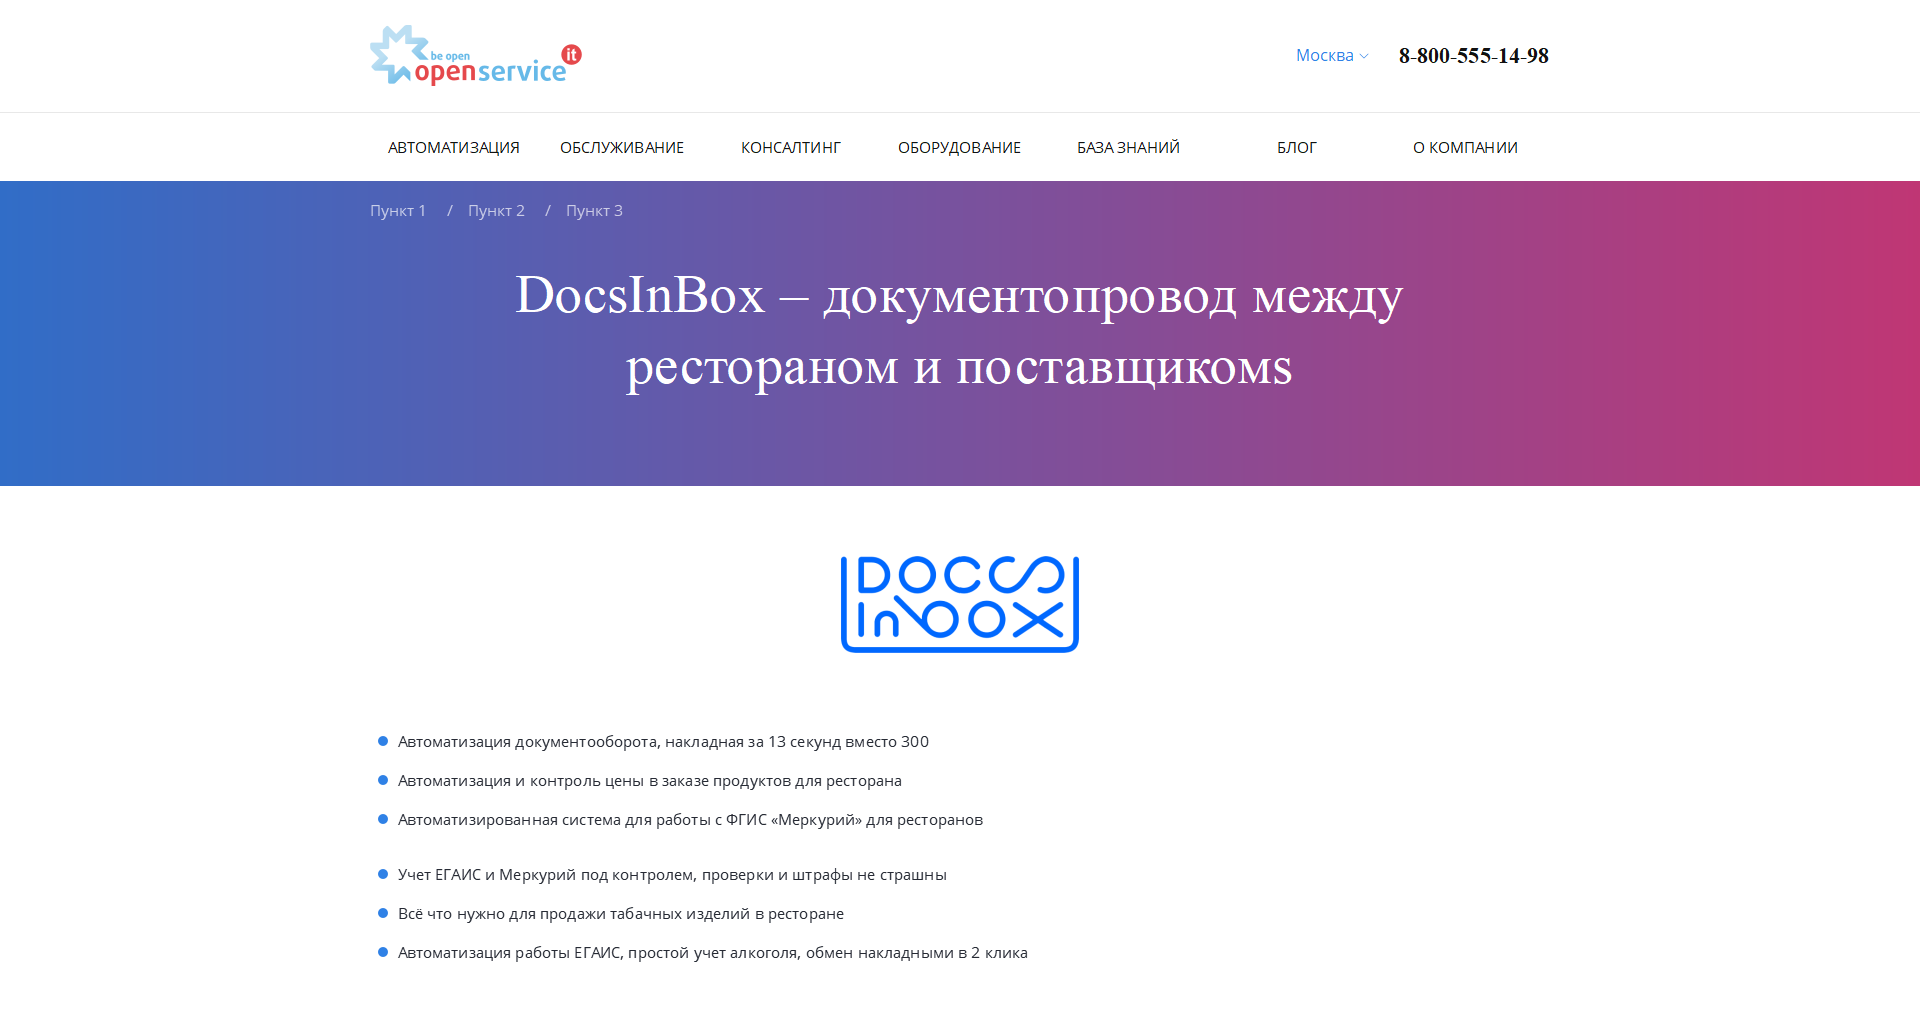 be open
openservice it
Москва
8-800-555-14-98
АВТОМАТИЗАЦИЯ
ОБСЛУЖИВАНИЕ
КОНСАЛТИНГ
ОБОРУДОВАНИЕ
БАЗА ЗНАНИЙ
БЛОГ
О КОМПАНИИ
Пункт 1 / Пункт 2 / Пункт 3
DocsInBox – документопровод между
рестораном и поставщикомs
DOCS
InBOX
Автоматизация документооборота, накладная за 13 секунд вместо 300
Автоматизация и контроль цены в заказе продуктов для ресторана
Автоматизированная система для работы с ФГИС «Меркурий» для ресторанов
Учет ЕГАИС и Меркурий под контролем, проверки и штрафы не страшны
Всё что нужно для продажи табачных изделий в ресторане
Автоматизация работы ЕГАИС, простой учет алкоголя, обмен накладными в 2 клика